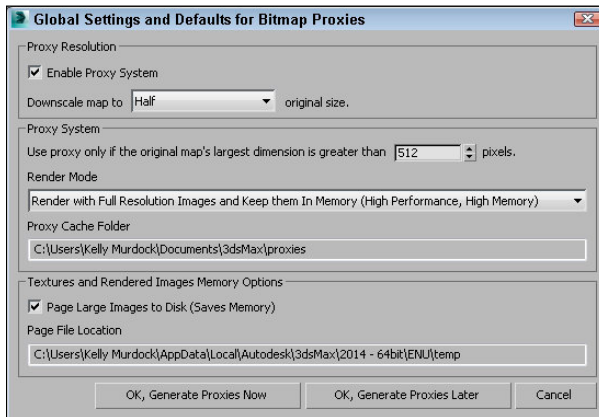 Global Settings and Defaults for Bitmap Proxies
Proxy Resolution
Enable Proxy System
Downscale map to Half original size.
Proxy System
Use proxy only if the original map's largest dimension is greater than 512 pixels.
Render Mode
Render with Full Resolution Images and Keep them In Memory (High Performance, High Memory)
Proxy Cache Folder
C:\Users\Kelly Murdock\Documents\3dsMax\proxies
Textures and Rendered Images Memory Options
Page Large Images to Disk (Saves Memory)
Page File Location
C:\Users\Kelly Murdock\AppData\Local\Autodesk\3dsMax\2014 - 64bit\ENU\temp
OK, Generate Proxies Now OK, Generate Proxies Later Cancel